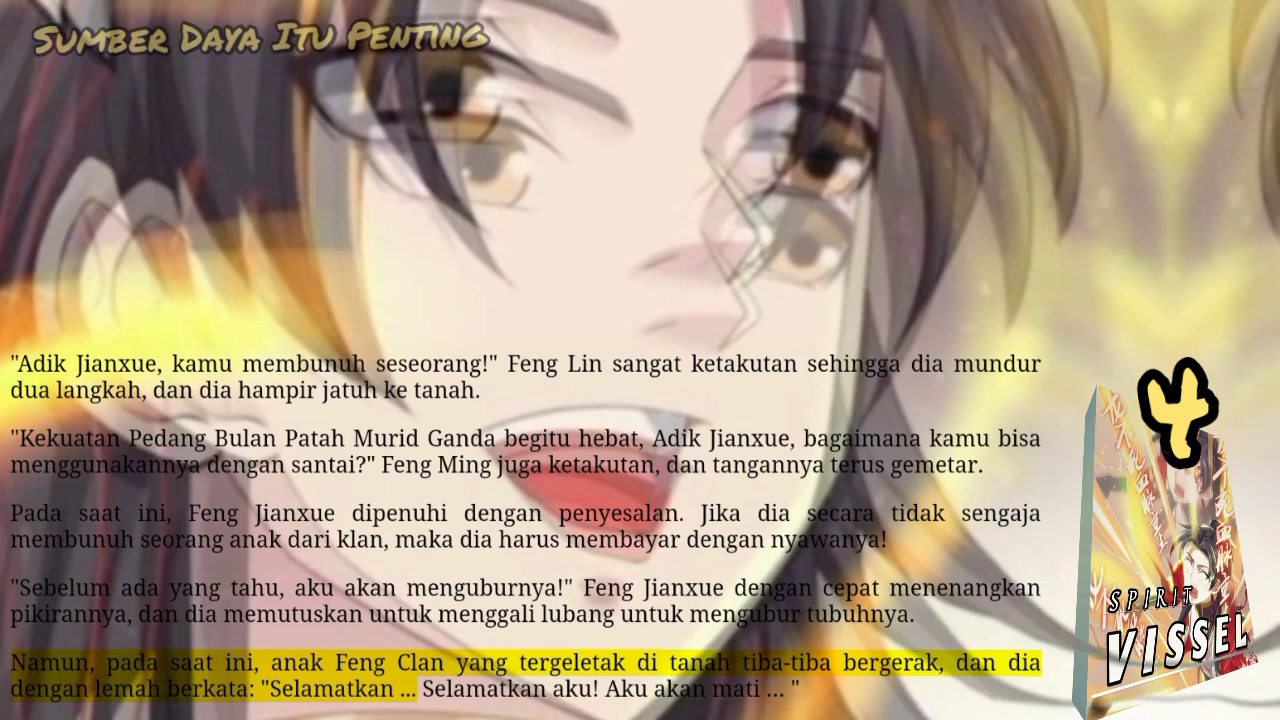 Sumber Daya Itu Penting
"Adik Jianxue, kamu membunuh seseorang!" Feng Lin sangat ketakutan sehingga dia mundur
dua langkah, dan dia hampir jatuh ke tanah.
"Kekuatan Pedang Bulan Patah Murid Ganda begitu hebat, Adik Jianxue, bagaimana kamu bisa
menggunakannya dengan santai?" Feng Ming juga ketakutan, dan tangannya terus gemetar.
Pada saat ini, Feng Jianxue dipenuhi dengan penyesalan. Jika dia secara tidak sengaja
membunuh seorang anak dari klan, maka dia harus membayar dengan nyawanya!
"Sebelum ada yang tahu, aku akan menguburnya!" Feng Jianxue dengan cepat menenangkan
pikirannya, dan dia memutuskan untuk menggali lubang untuk mengubur tubuhnya.
Namun, pada saat ini, anak Feng Clan yang tergeletak di tanah tiba-tiba bergerak, dan dia
dengan lemah berkata: "Selamatkan ... Selamatkan aku! Aku akan mati ... "
4
SPIRIT
VISSEL